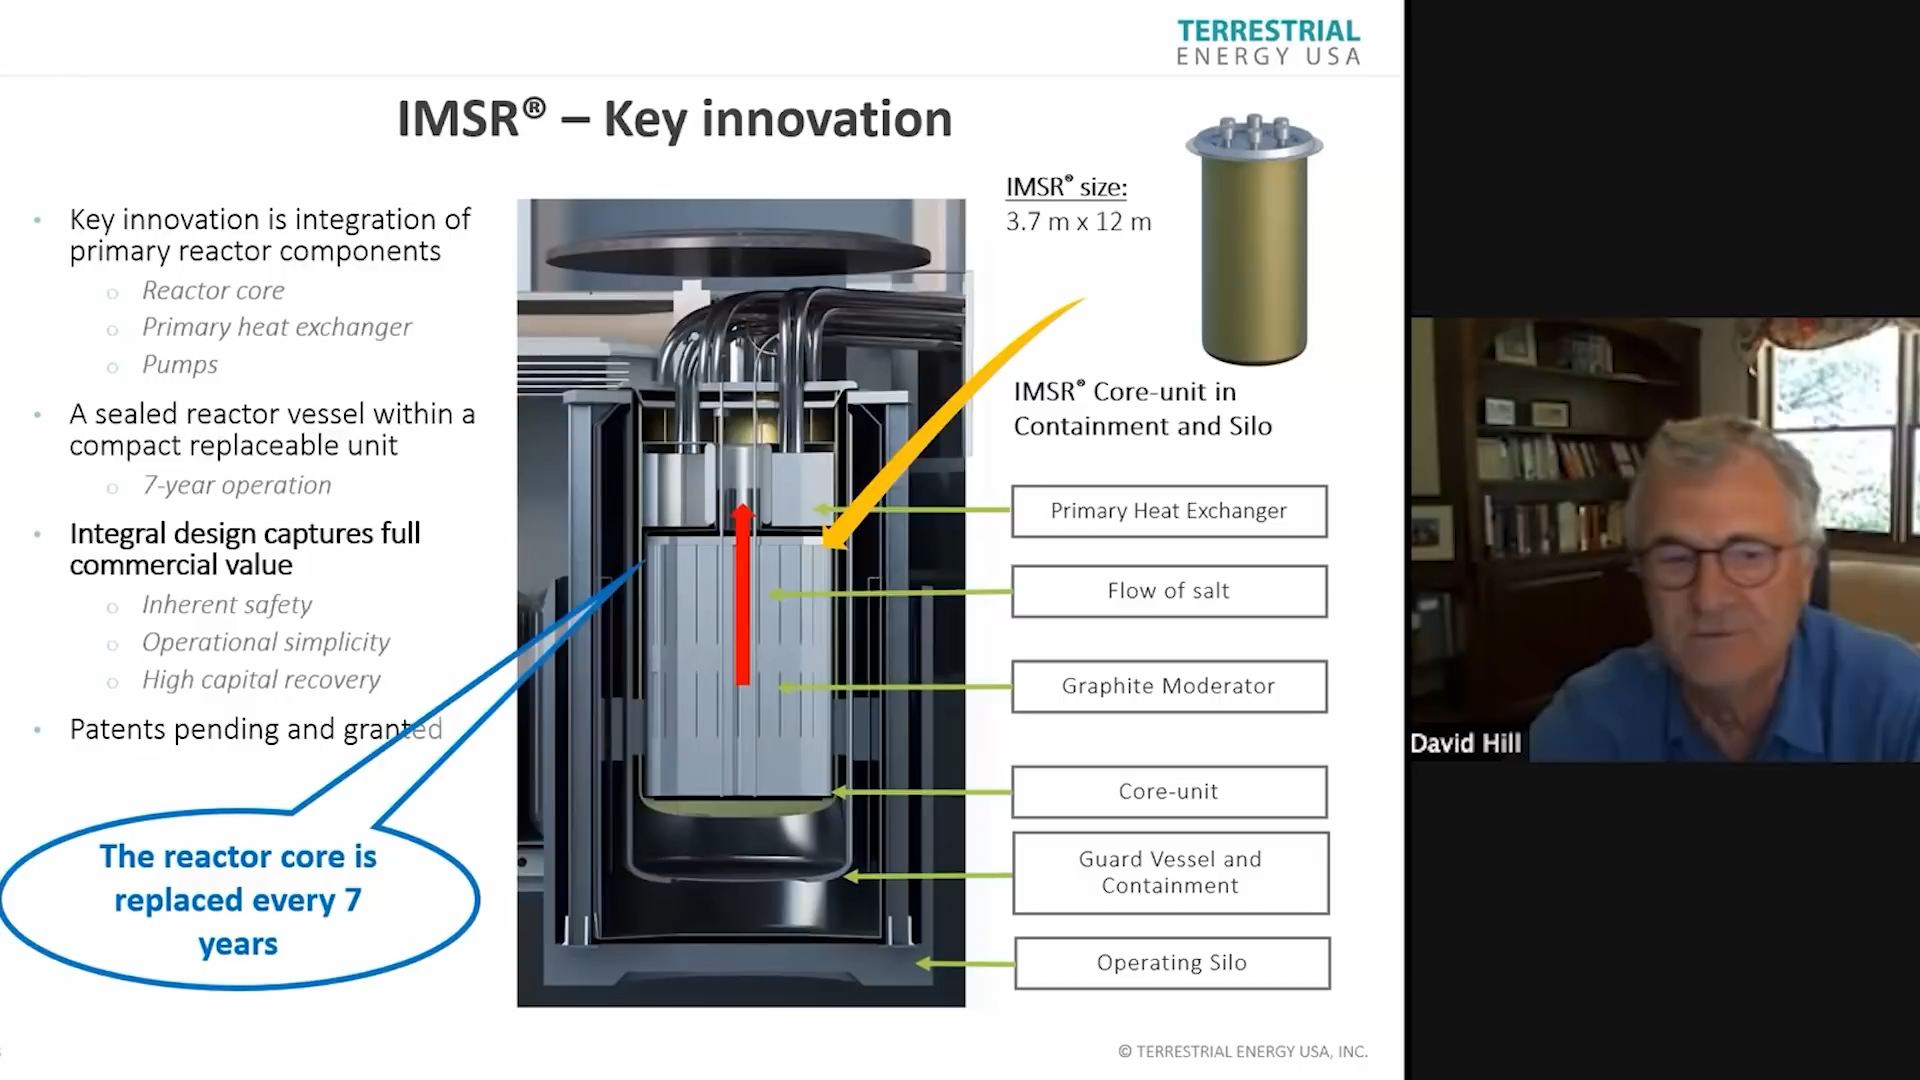 TERRESTRIAL
ENERGY USA
IMSR® – Key innovation
• Key innovation is integration of
primary reactor components
o Reactor core
o Primary heat exchanger
o Pumps
• A sealed reactor vessel within a
compact replaceable unit
o 7-year operation
• Integral design captures full
commercial value
o Inherent safety
o Operational simplicity
o High capital recovery
• Patents pending and granted
The reactor core is
replaced every 7
years
IMSR® size:
3.7 m x 12 m
IMSR® Core-unit in
Containment and Silo
Primary Heat Exchanger
Flow of salt
Graphite Moderator
Core-unit
Guard Vessel and
Containment
Operating Silo
© TERRESTRIAL ENERGY USA, INC.
David Hill